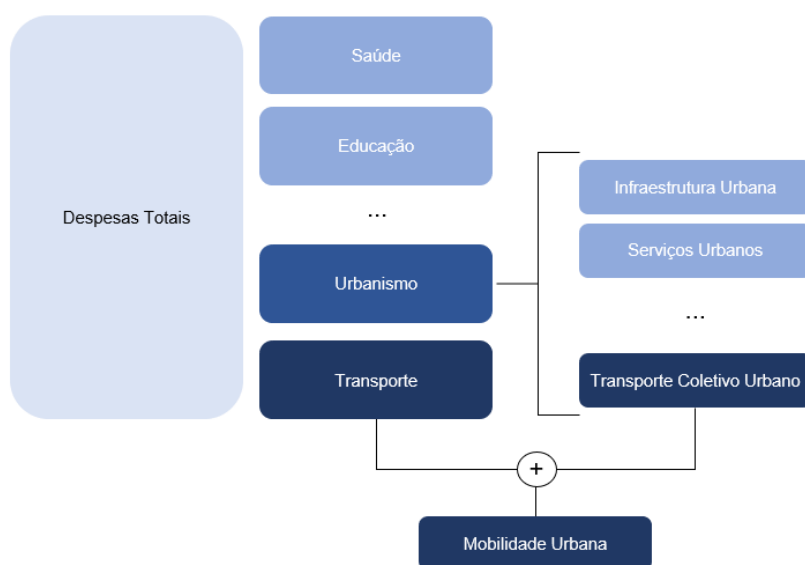 Despesas Totais
Saúde
Educação
...
Urbanismo
Transporte
Infraestrutura Urbana
Serviços Urbanos
...
Transporte Coletivo Urbano
+
Mobilidade Urbana